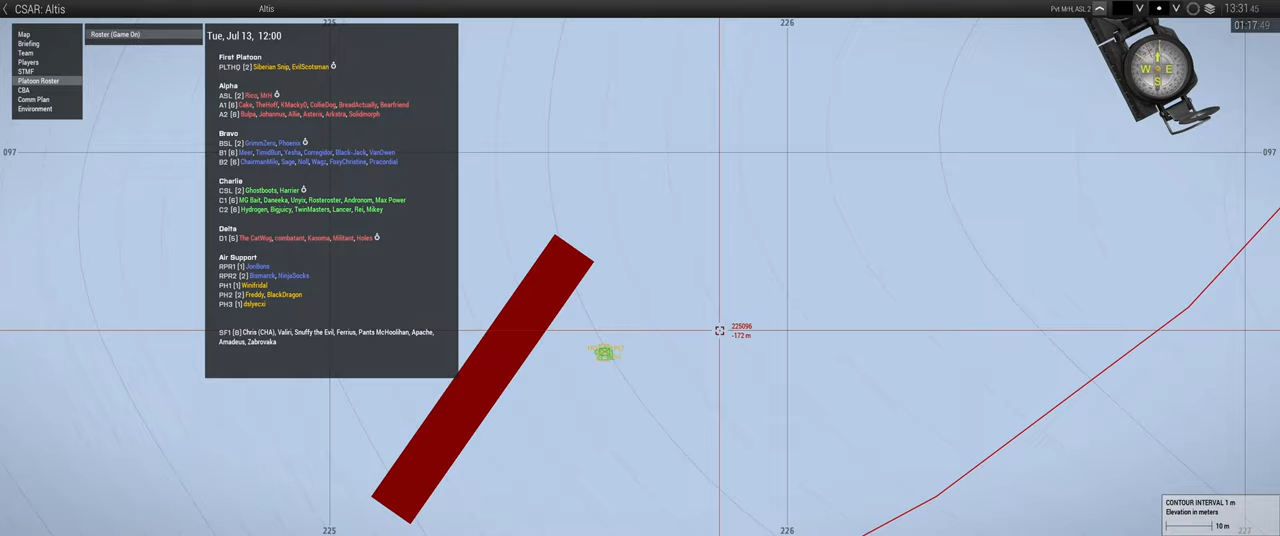 CSAR: Altis
Altis
Pvt MrH, ASL 2
13:31 45
01:17:49
225
226
Map
Briefing
Team
Players
STMF
Platoon Roster
CBA
Comm Plan
Environment
Roster (Game On)
Tue, Jul 13, 12:00
First Platoon
PLTHQ [2] Siberian Snip, EvilScotsman
Alpha
ASL [2] Rico, MrH
A1 [6] Cake, TheHoff, KMackyD, CollieDog, BreadActually, Bearfriend
A2 [6] Bulpa, Johannus, Allie, Asterix, Arkstra, Solidmorph
Bravo
BSL [2] GrimmZero, Phoenix
B1 [6] Meer, TimidBun, Yesha, Corregidor, Black-Jack, VanOwen
B2 [6] ChairmanMilo, Sage, Noll, Wagz, FoxyChristine, Pracordial
Charlie
CSL [2] Ghostboots, Harrier
C1 [6] MG Bait, Daneeka, Unyix, Rosteroster, Andronom, Max Power
C2 [6] Hydrogen, Bigjuicy, TwinMasters, Lancer, Rei, Mikey
Delta
D1 [5] The CatWug, combatant, Kasoma, Militant, Holes
Air Support
RPR1 [1] JonBons
RPR2 [2] Bismarck, NinjaSocks
PH1 [1] Winifridal
PH2 [2] Freddy, BlackDragon
PH3 [1] dslyecxi
SF1 [8] Chris (CHA), Valiri, Snuffy the Evil, Ferrius, Pants McHoolihan, Apache,
Amadeus, Zabrovaka
W E
S
097
097
225096
-172 m
CONTOUR INTERVAL 1 m
Elevation in meters
10 m
225
226
227